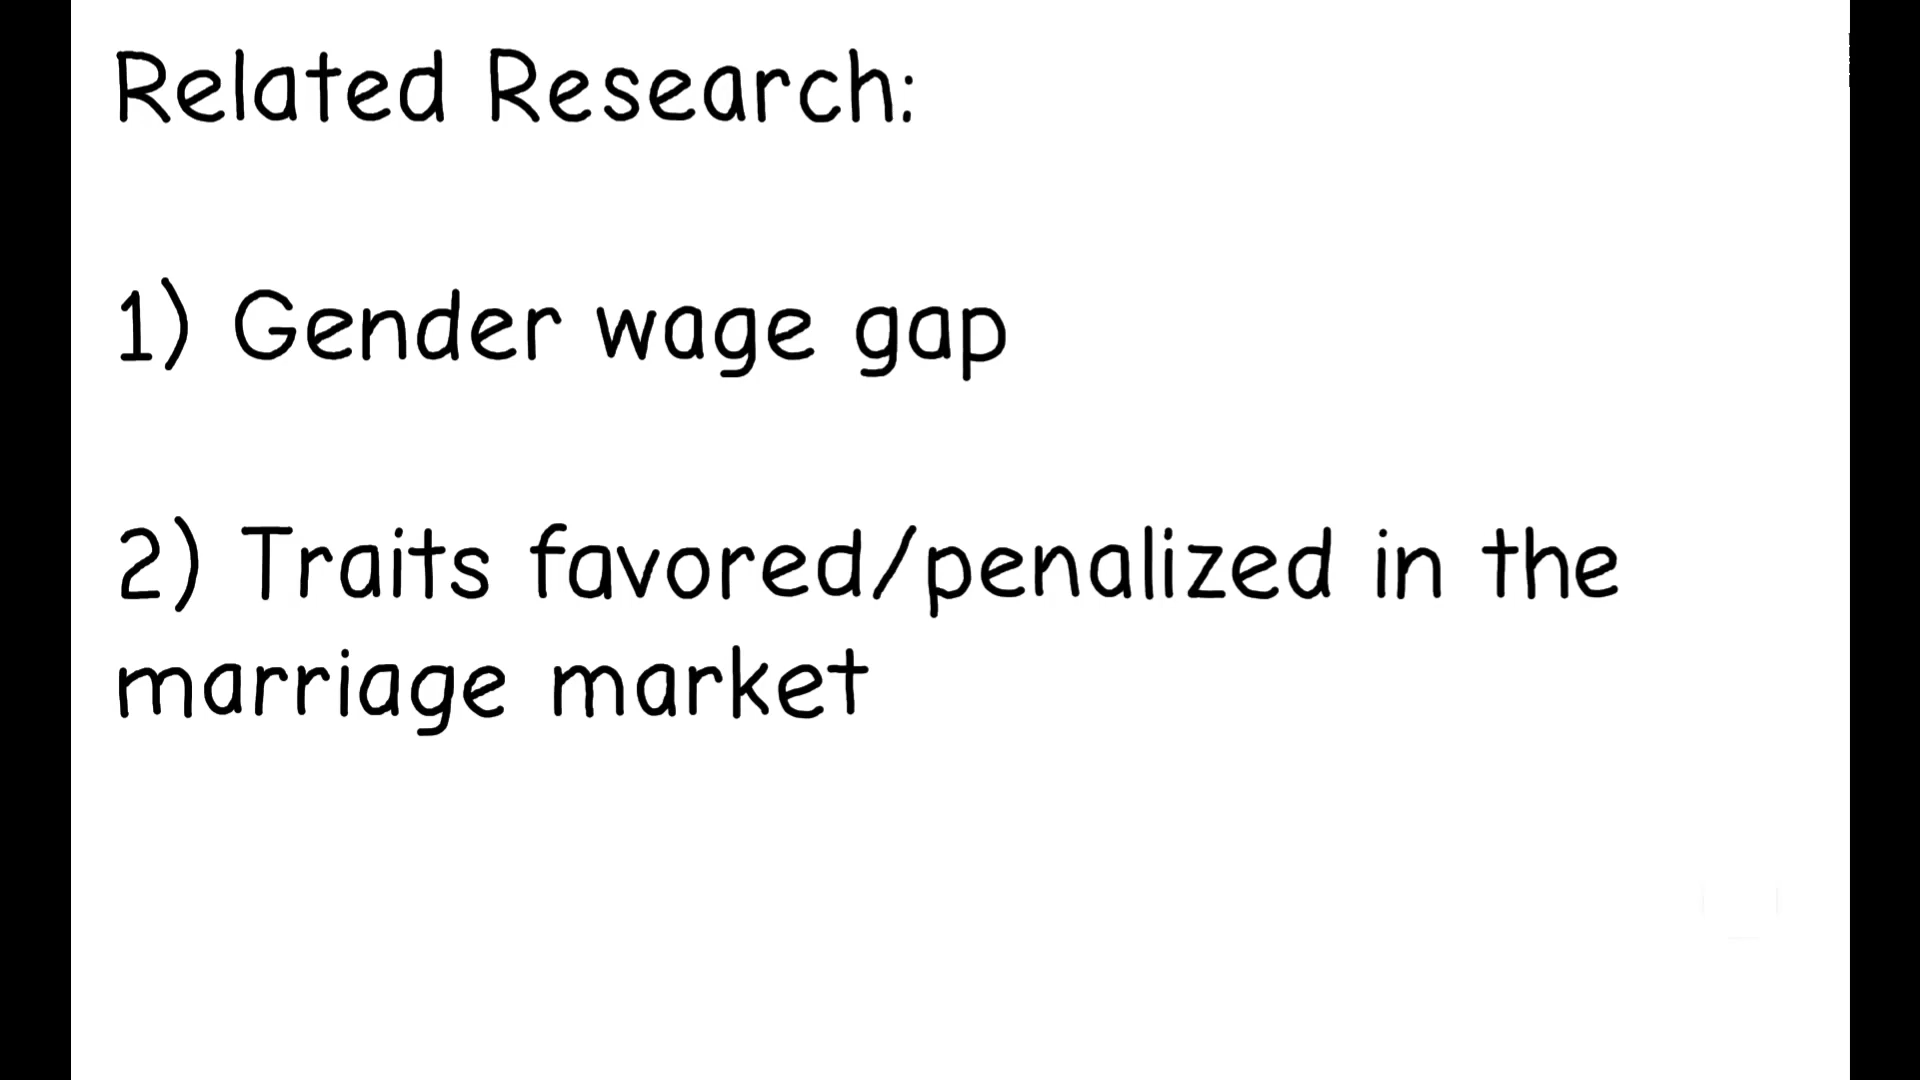 Related Research:
1) Gender wage gap
2) Traits favored/penalized in the
marriage market